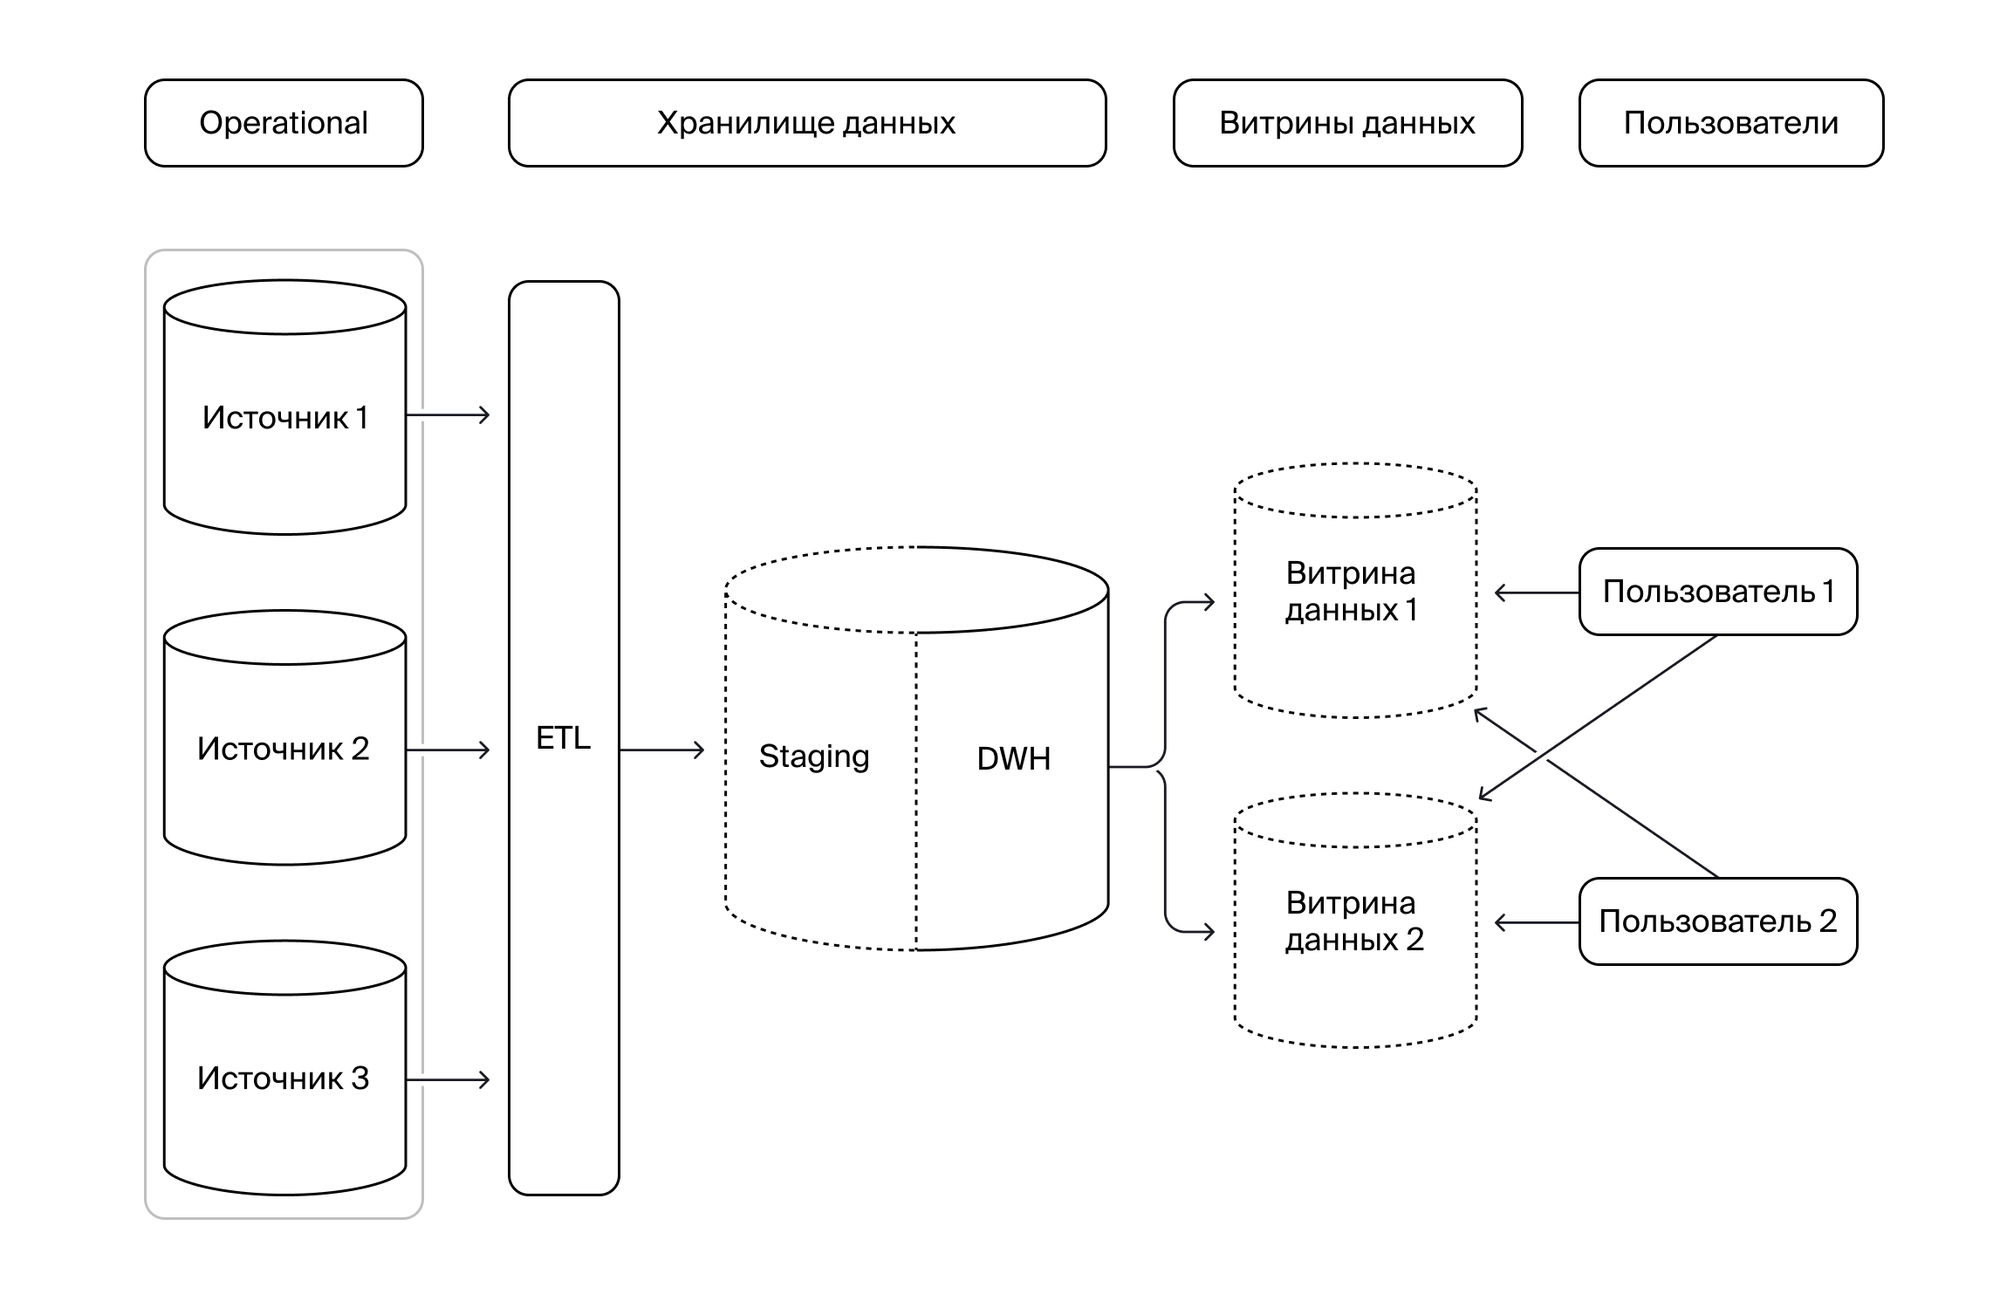 Operational
Хранилище данных
Витрины данных
Пользователи
Источник 1
Источник 2
Источник 3
ETL
Staging
DWH
Витрина
данных 1
Витрина
данных 2
Пользователь 1
Пользователь 2